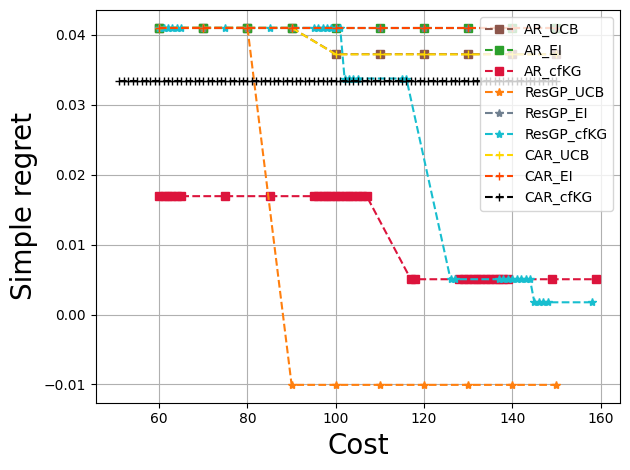 0.04
0.03
0.02
0.01
0.00
−0.01
Simple regret
60
80
100
120
140
160
Cost
AR_UCB
AR_EI
AR_cfKG
ResGP_UCB
ResGP_EI
ResGP_cfKG
CAR_UCB
CAR_EI
CAR_cfKG